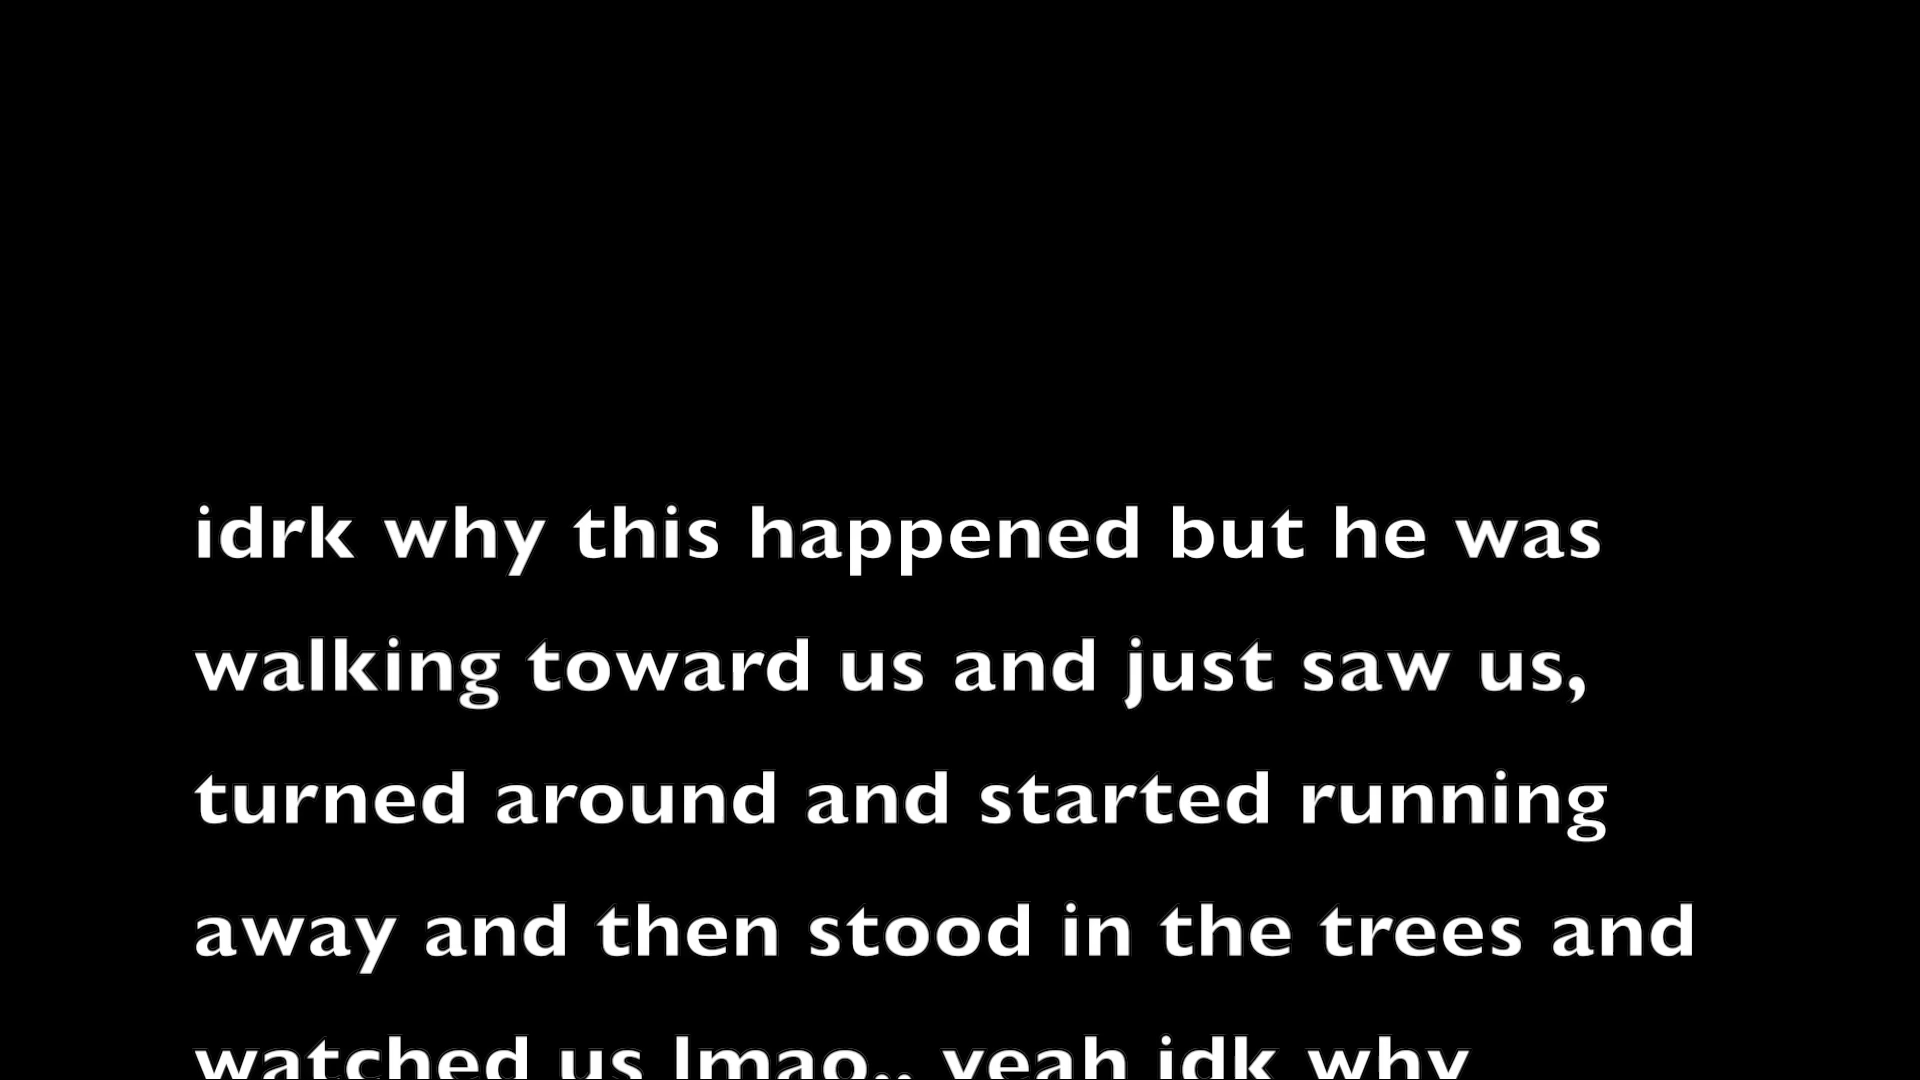 idrk why this happened but he was
walking toward us and just saw us,
turned around and started running
away and then stood in the trees and
watched us lmao.. yeah idk why